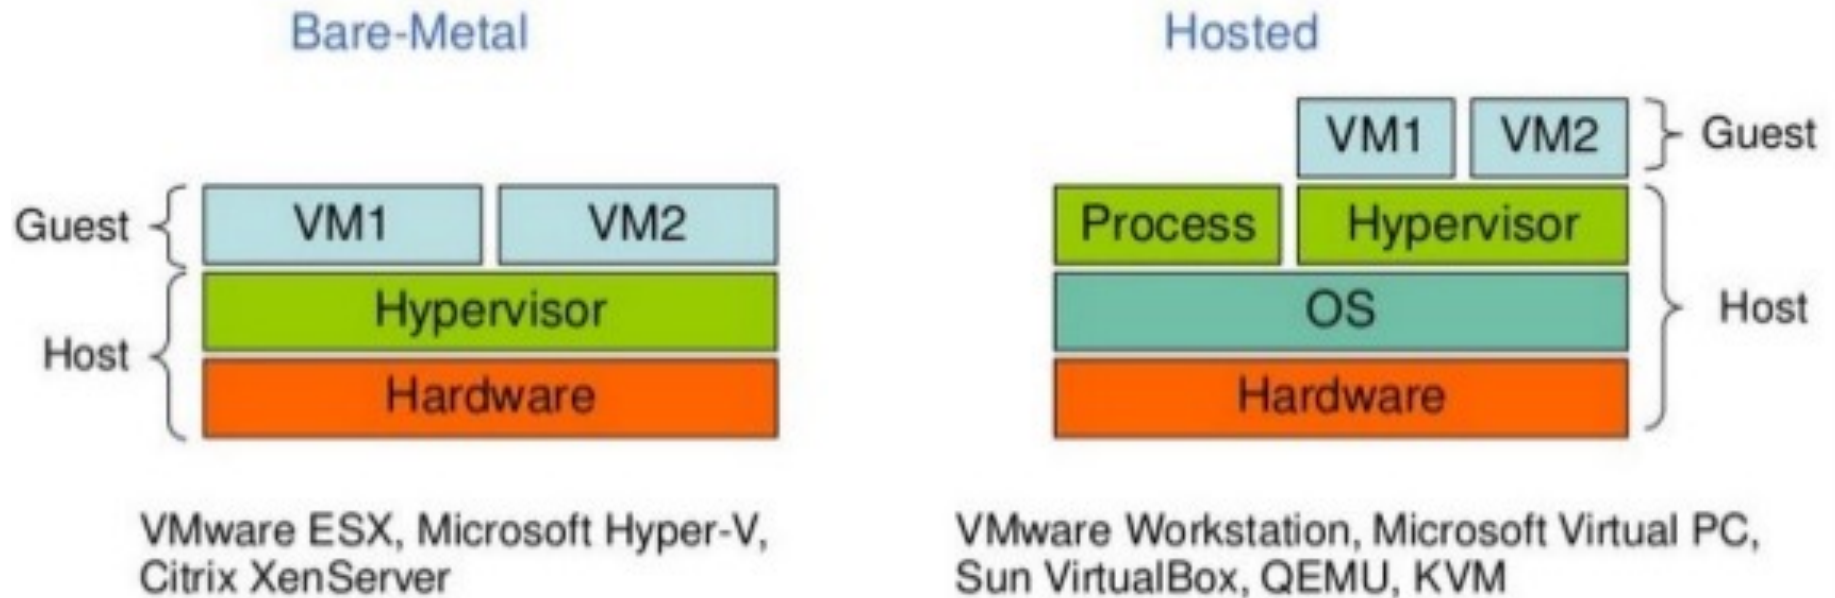 Bare-Metal
Guest
VM1 VM2
Host
Hypervisor
Hardware
VMware ESX, Microsoft Hyper-V,
Citrix XenServer
Hosted
VM1 VM2
Guest
Process Hypervisor
OS
Host
Hardware
VMware Workstation, Microsoft Virtual PC,
Sun VirtualBox, QEMU, KVM